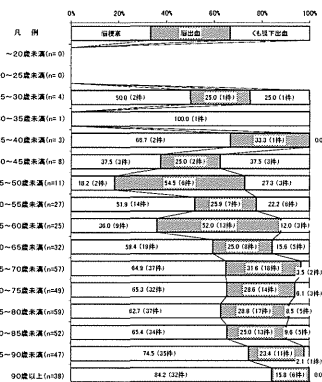 0% 20% 40% 60% 80% 100%
凡 例 脳梗塞 脳出血 くも膜下出血
～20歳未満(n= 0)
0～25歳未満(n= 0)
5～30歳未満(n= 4) 50.0 (2件) 25.0 (1件) 25.0 (1件)
0～35歳未満(n= 1) 100.0 (1件)
5～40歳未満(n= 3) 66.7 (2件) 33.3 (1件) 0.0
0～45歳未満(n= 8) 37.5 (3件) 25.0 (2件) 37.5 (3件)
5～50歳未満(n=11) 18.2 (2件) 54.5 (6件) 27.3 (3件)
0～55歳未満(n=27) 51.9 (14件) 25.9 (7件) 22.2 (6件)
5～60歳未満(n=25) 36.0 (9件) 52.0 (13件) 12.0 (3件)
0～65歳未満(n=32) 59.4 (19件) 25.0 (8件) 15.6 (5件)
5～70歳未満(n=57) 64.9 (37件) 31.6 (18件) 3.5 (2件)
0～75歳未満(n=49) 65.3 (32件) 28.6 (14件) 6.1 (3件)
5～80歳未満(n=59) 62.7 (37件) 28.8 (17件) 8.5 (5件)
0～85歳未満(n=52) 65.4 (34件) 25.0 (13件) 9.6 (5件)
5～90歳未満(n=47) 74.5 (35件) 23.4 (11件) 2.1 (1件)
90歳以上(n=38) 84.2 (32件) 15.8 (6件) 0.0